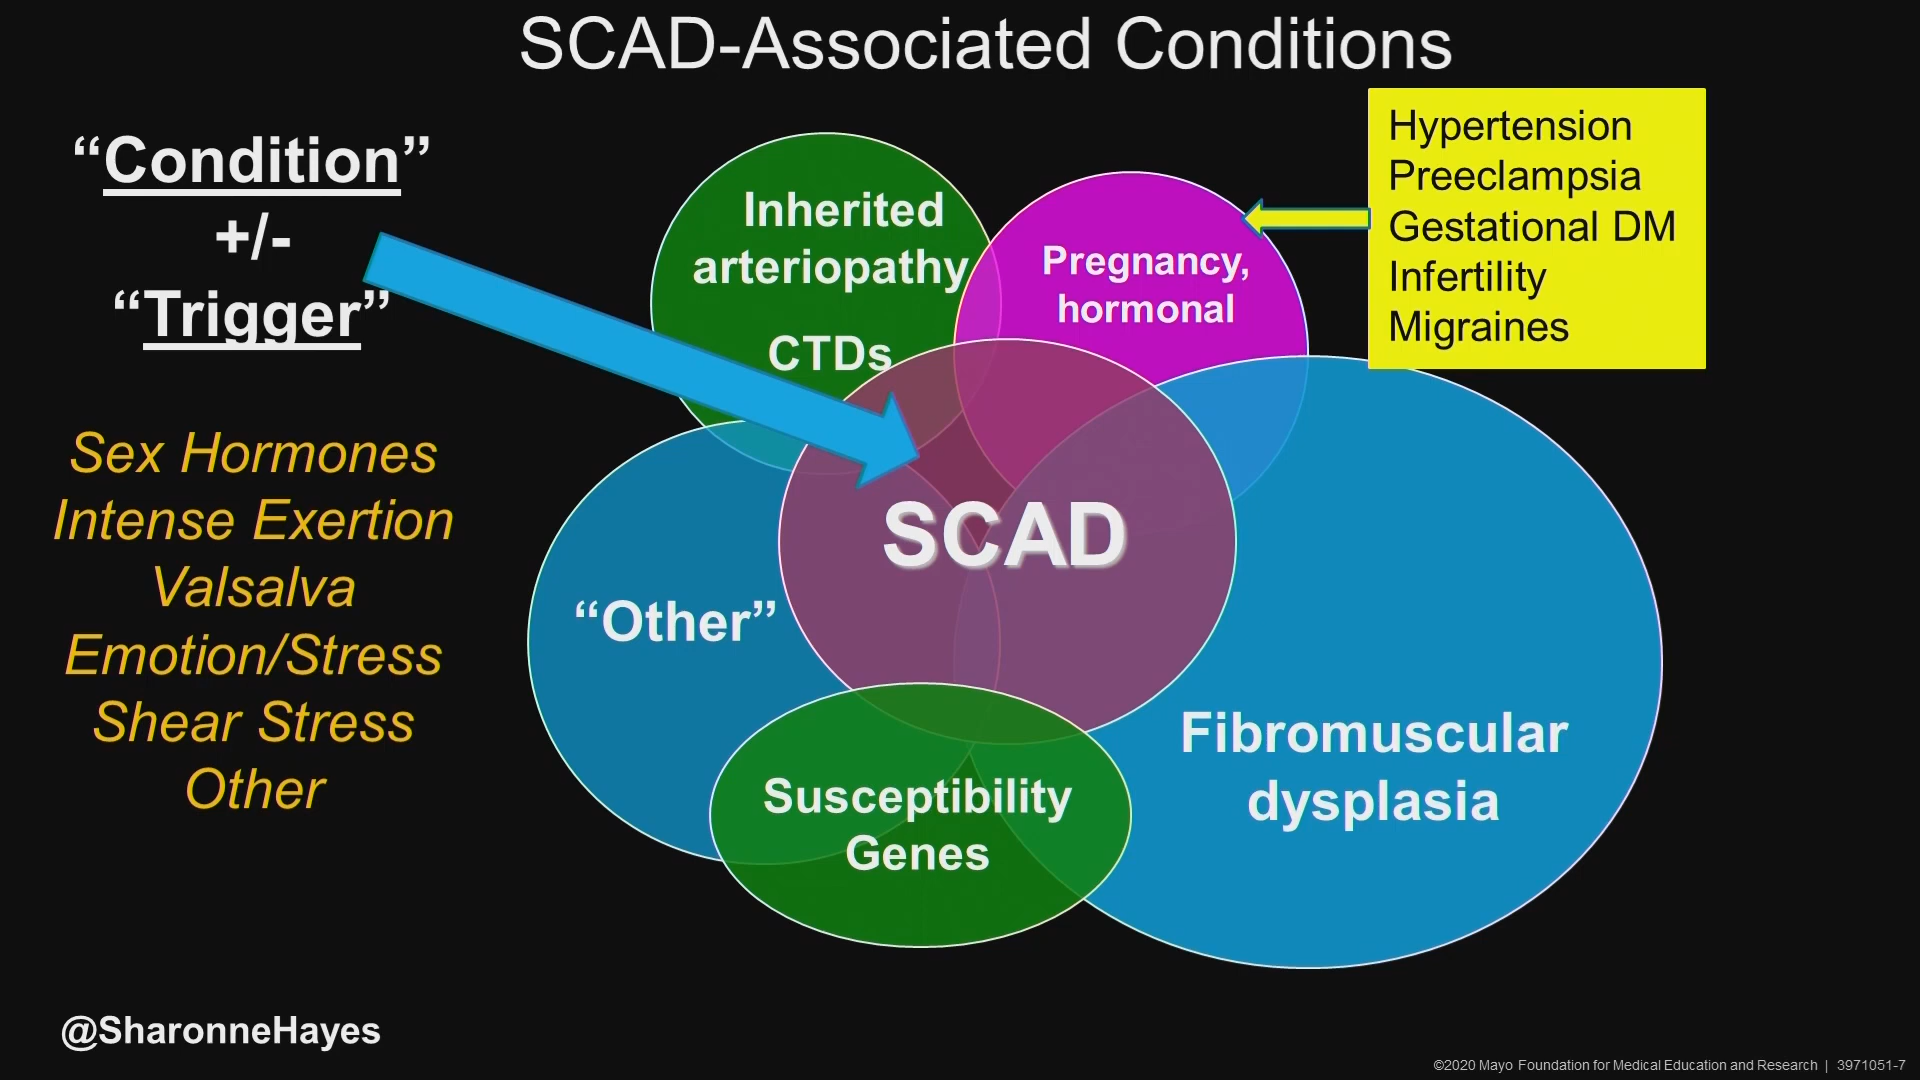 SCAD-Associated Conditions
“Condition”
+/-
“Trigger”
Sex Hormones
Intense Exertion
Valsalva
Emotion/Stress
Shear Stress
Other
Inherited
arteriopathy
CTDs
Pregnancy,
hormonal
Hypertension
Preeclampsia
Gestational DM
Infertility
Migraines
SCAD
“Other”
Fibromuscular
dysplasia
Susceptibility
Genes
@SharonneHayes
©2020 Mayo Foundation for Medical Education and Research | 3971051-7